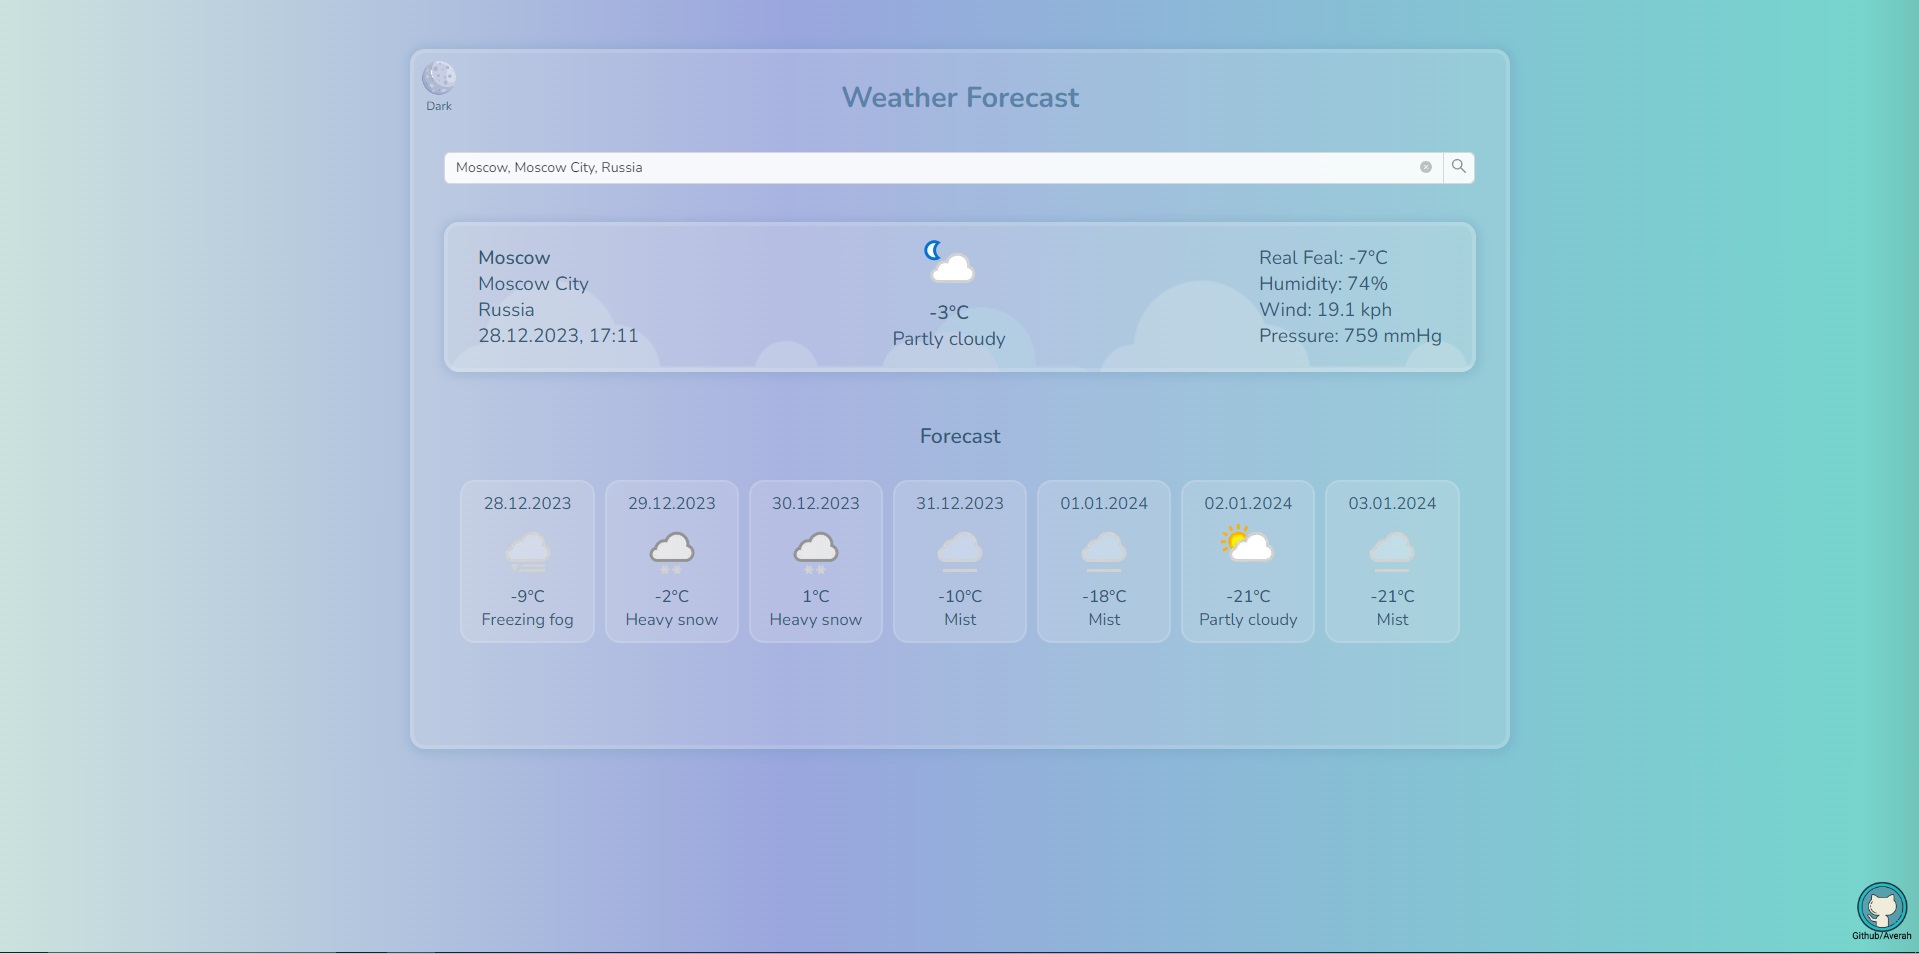 Dark
Weather Forecast
Moscow, Moscow City, Russia
Moscow
Moscow City
Russia
28.12.2023, 17:11
-3°C
Partly cloudy
Real Feal: -7°C
Humidity: 74%
Wind: 19.1 kph
Pressure: 759 mmHg
Forecast
28.12.2023
-9°C
Freezing fog
29.12.2023
-2°C
Heavy snow
30.12.2023
1°C
Heavy snow
31.12.2023
-10°C
Mist
01.01.2024
-18°C
Mist
02.01.2024
-21°C
Partly cloudy
03.01.2024
-21°C
Mist
Github/Averah